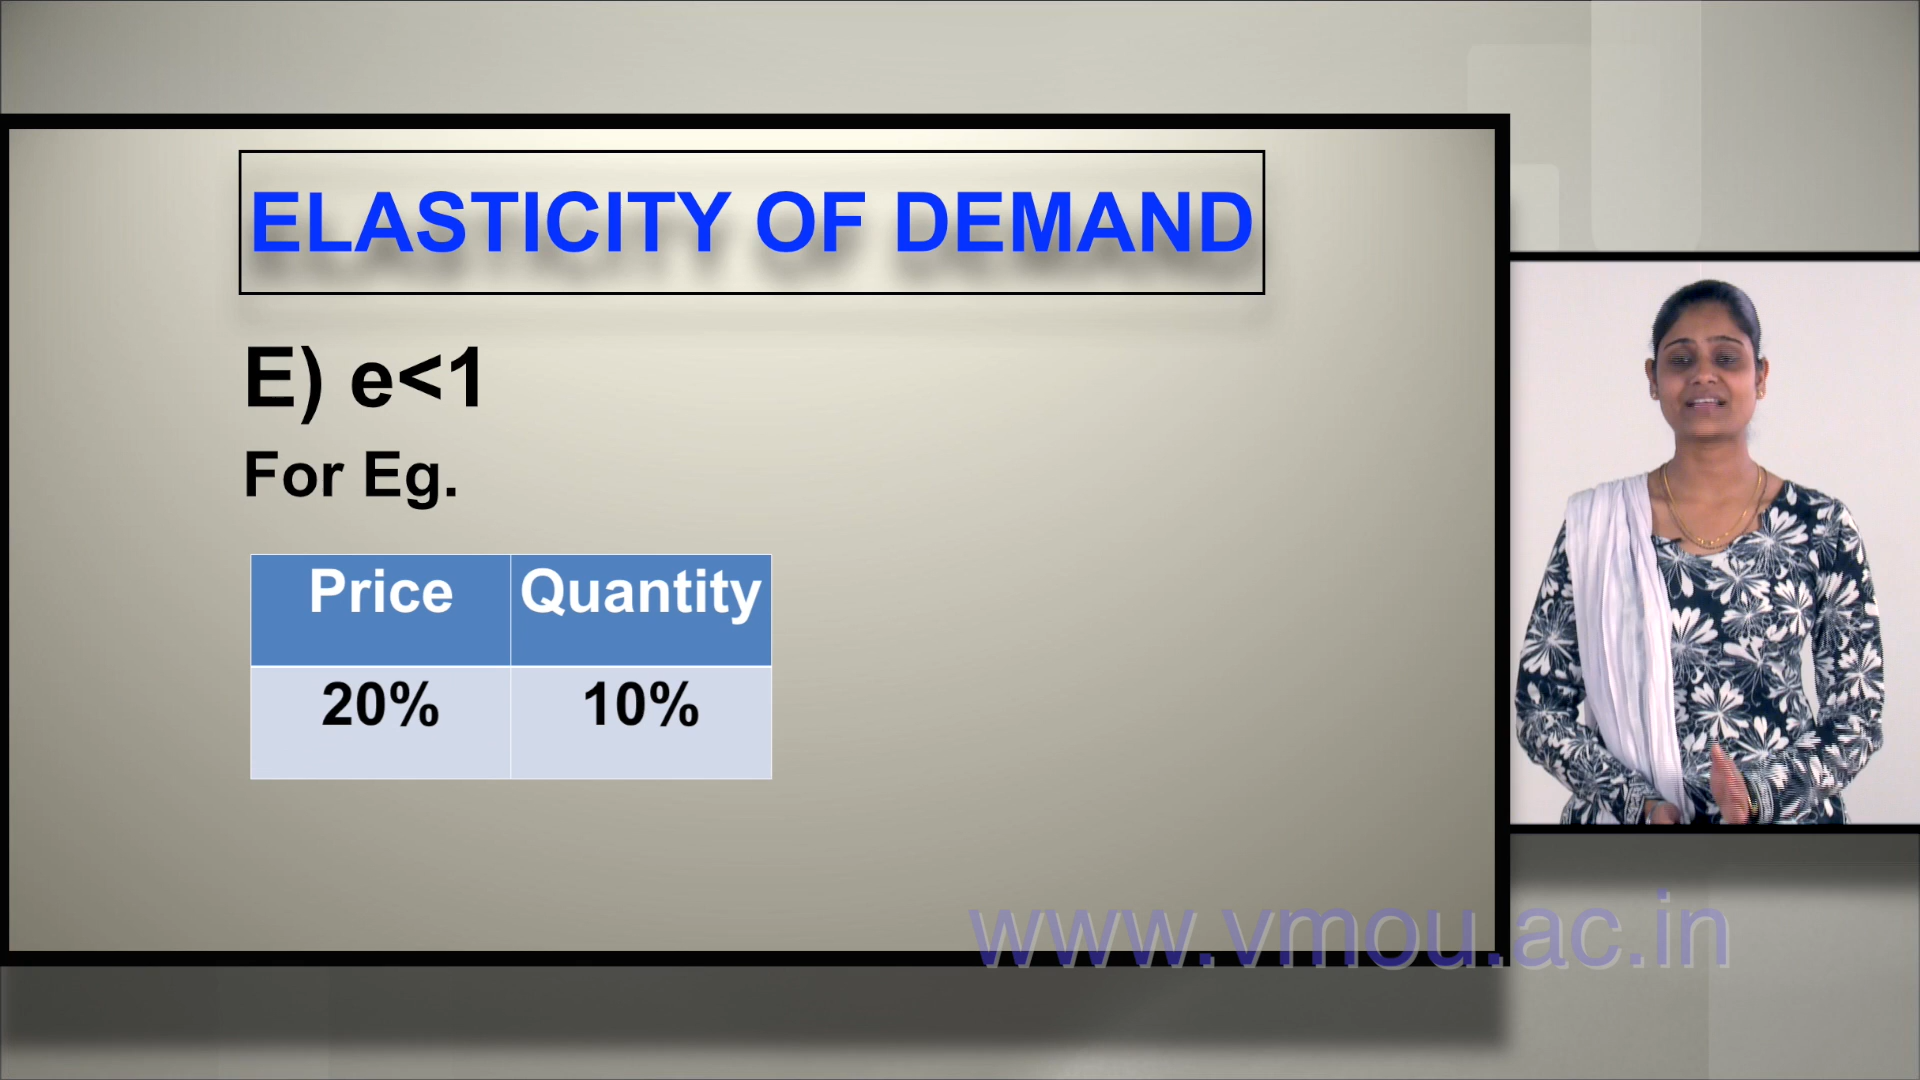 ELASTICITY OF DEMAND
E) e<1
For Eg.
Price Quantity
20% 10%
www.vmou.ac.in